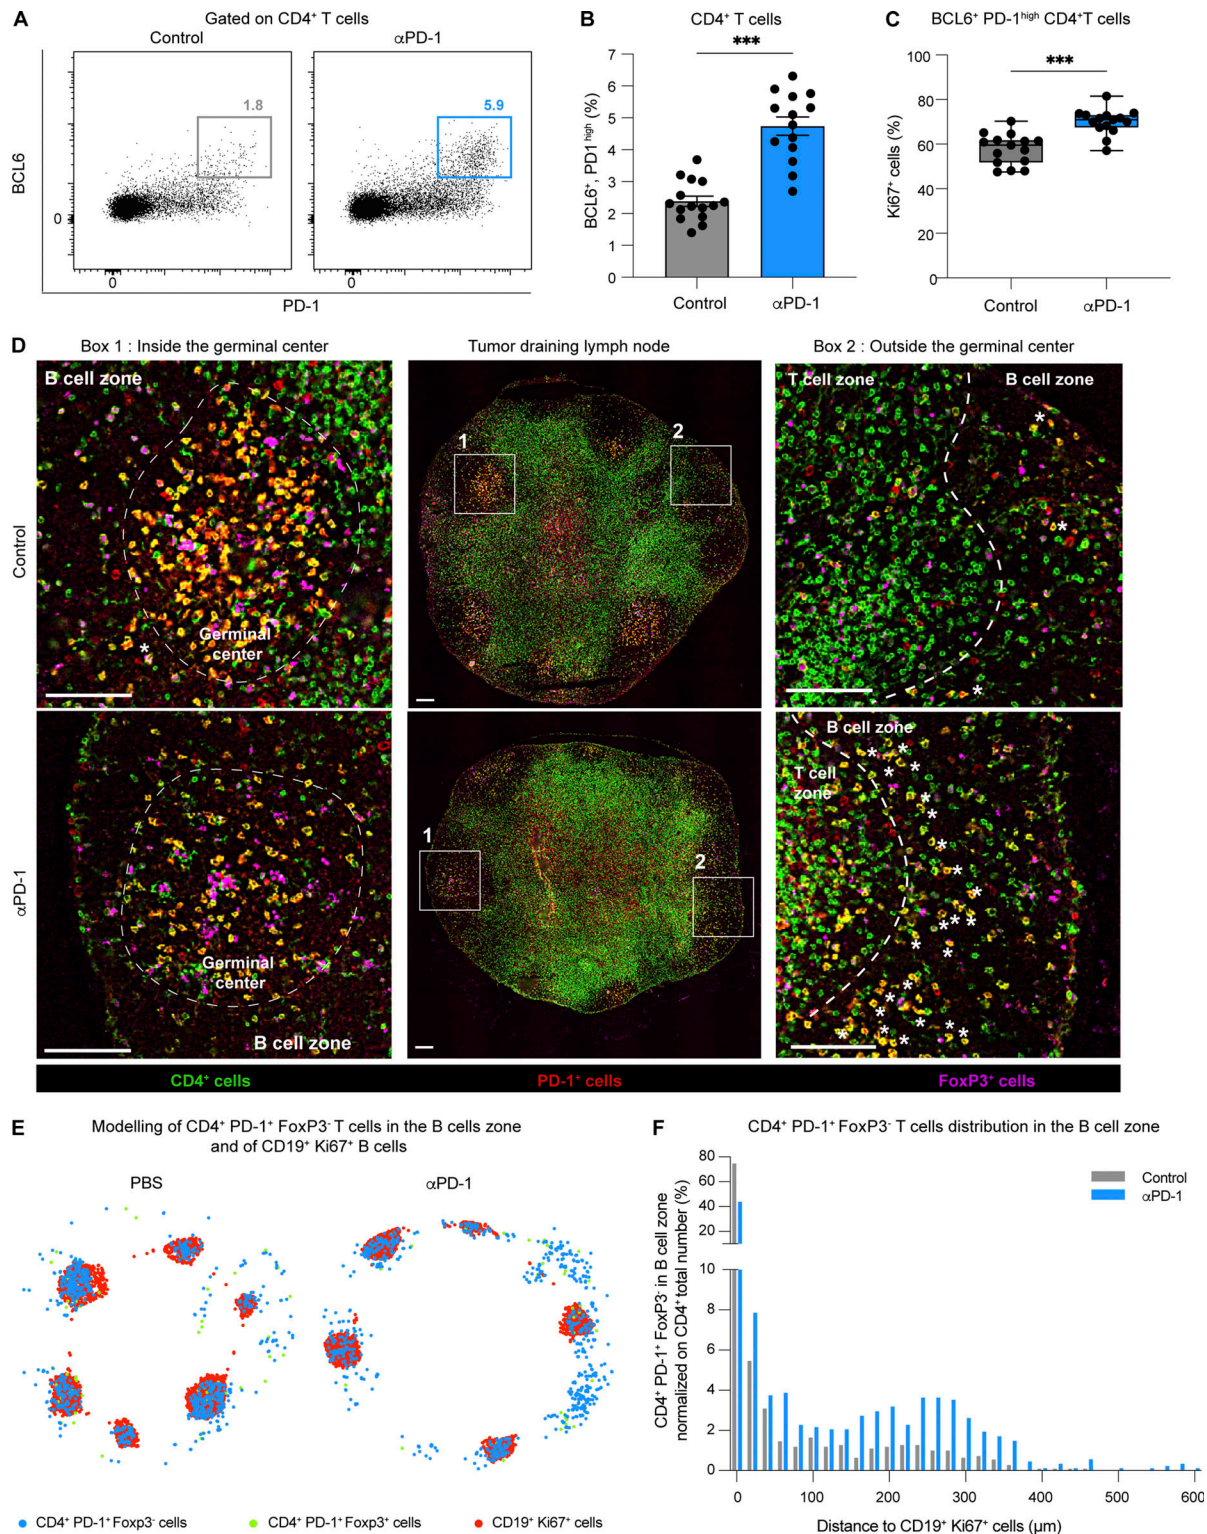 A
Gated on CD4⁺ T cells
Control
αPD-1
1.8
5.9
BCL6
0
0
0
PD-1
B
CD4⁺ T cells
***
BCL6⁺, PD1ʰⁱᵍʰ (%)
7
6
5
4
3
2
1
0
Control
αPD-1
C
BCL6⁺ PD-1ʰⁱᵍʰ CD4⁺T cells
***
Ki67⁺ cells (%)
100
80
60
40
20
0
Control
αPD-1
D
Box 1 : Inside the germinal center
Tumor draining lymph node
Box 2 : Outside the germinal center
Control
B cell zone
Germinal
center
*
1
2
T cell zone
B cell zone
*
*
*
αPD-1
Germinal
center
B cell zone
1
2
B cell zone
T cell
zone
* * * * * * * * * * * * * * * * * * * * * * *
CD4⁺ cells
PD-1⁺ cells
FoxP3⁺ cells
E
Modelling of CD4⁺ PD-1⁺ FoxP3⁻ T cells in the B cells zone
and of CD19⁺ Ki67⁺ B cells
PBS
αPD-1
CD4⁺ PD-1⁺Foxp3⁻ cells
CD4⁺ PD-1⁺Foxp3⁺ cells
CD19⁺ Ki67⁺ cells
F
CD4⁺ PD-1⁺ FoxP3⁻ T cells distribution in the B cell zone
CD4⁺ PD-1⁺ FoxP3⁻ in B cell zone
normalized on CD4⁺ total number (%)
80
60
40
20
10
8
6
4
2
0
Control
αPD-1
0
100
200
300
400
500
600
Distance to CD19⁺ Ki67⁺ cells (µm)